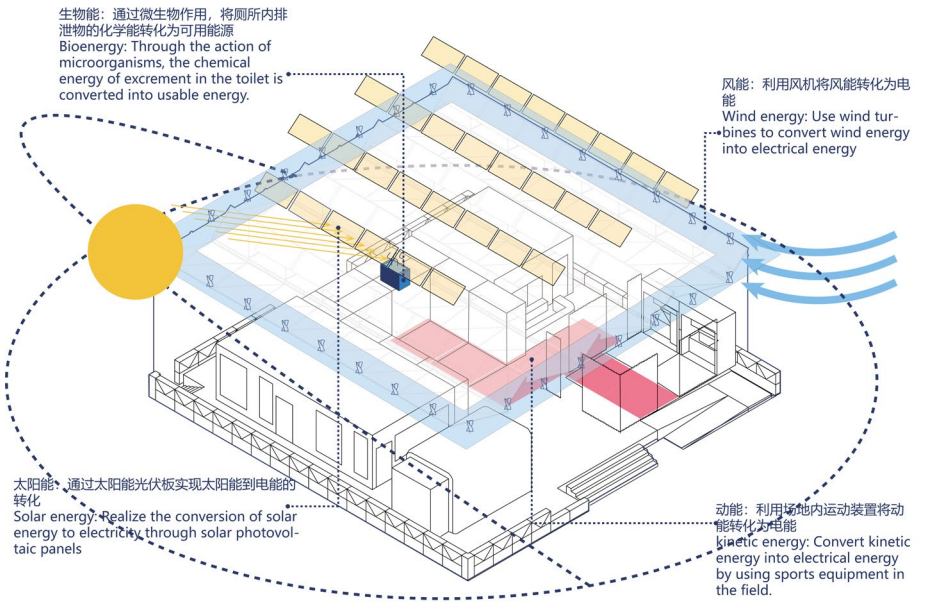 生物能：通过微生物作用，将厕所内排
泄物的化学能转化为可用能源
Bioenergy: Through the action of
microorganisms, the chemical
energy of excrement in the toilet is
converted into usable energy.
风能：利用风机将风能转化为电
能
Wind energy: Use wind tur-
bines to convert wind energy
into electrical energy
太阳能：通过太阳能光伏板实现太阳能到电能的
转化
Solar energy: Realize the conversion of solar
energy to electricity through solar photovol-
taic panels
动能：利用场地内运动装置将动
能转化为电能
kinetic energy: Convert kinetic
energy into electrical energy
by using sports equipment in
the field.